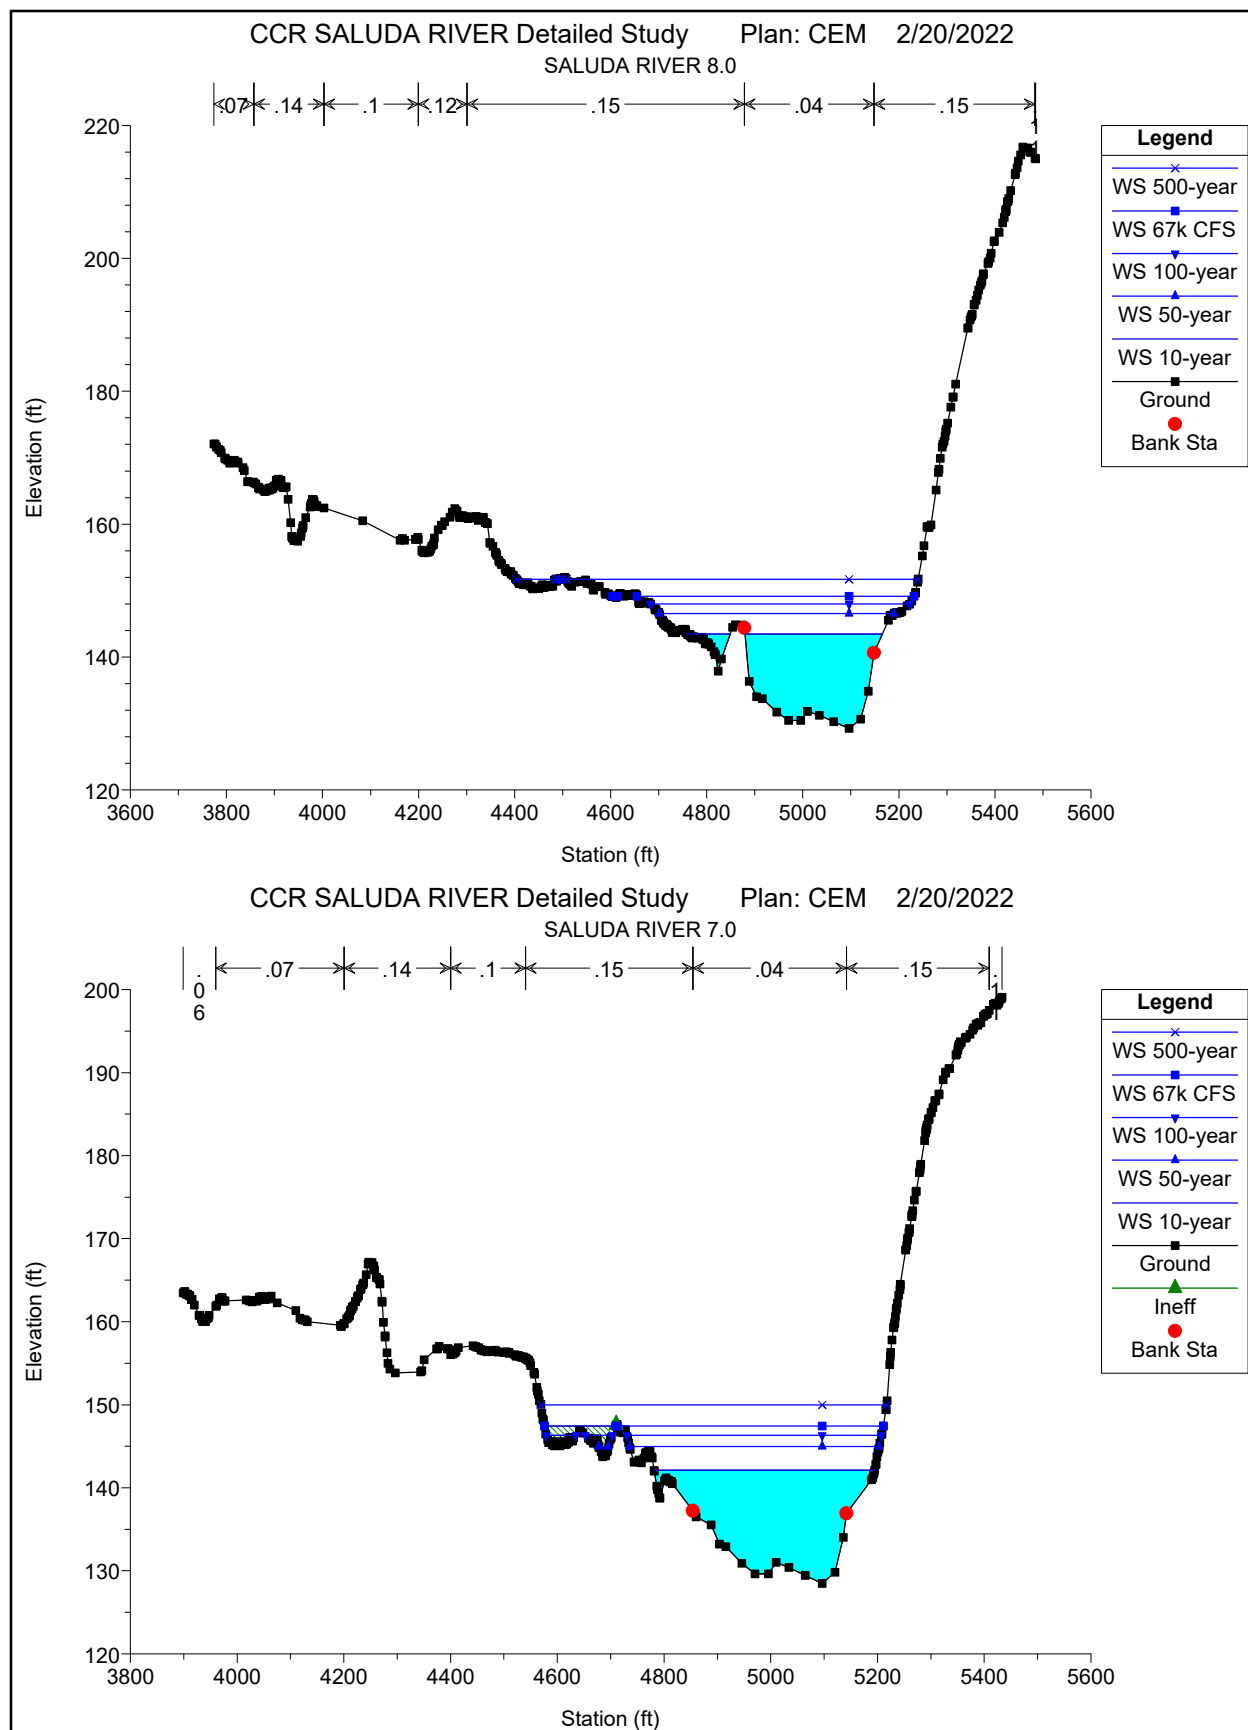 CCR SALUDA RIVER Detailed Study Plan: CEM 2/20/2022
SALUDA RIVER 8.0
.07 .14 .1 .12 .15 .04 .15 .1
220
200
180
160
140
120
Elevation (ft)
3600 3800 4000 4200 4400 4600 4800 5000 5200 5400 5600
Station (ft)
Legend
WS 500-year
WS 67k CFS
WS 100-year
WS 50-year
WS 10-year
Ground
Bank Sta
CCR SALUDA RIVER Detailed Study Plan: CEM 2/20/2022
SALUDA RIVER 7.0
.06 .07 .14 .1 .15 .04 .15 .1
200
190
180
170
160
150
140
130
120
Elevation (ft)
3800 4000 4200 4400 4600 4800 5000 5200 5400 5600
Station (ft)
Legend
WS 500-year
WS 67k CFS
WS 100-year
WS 50-year
WS 10-year
Ground
Ineff
Bank Sta